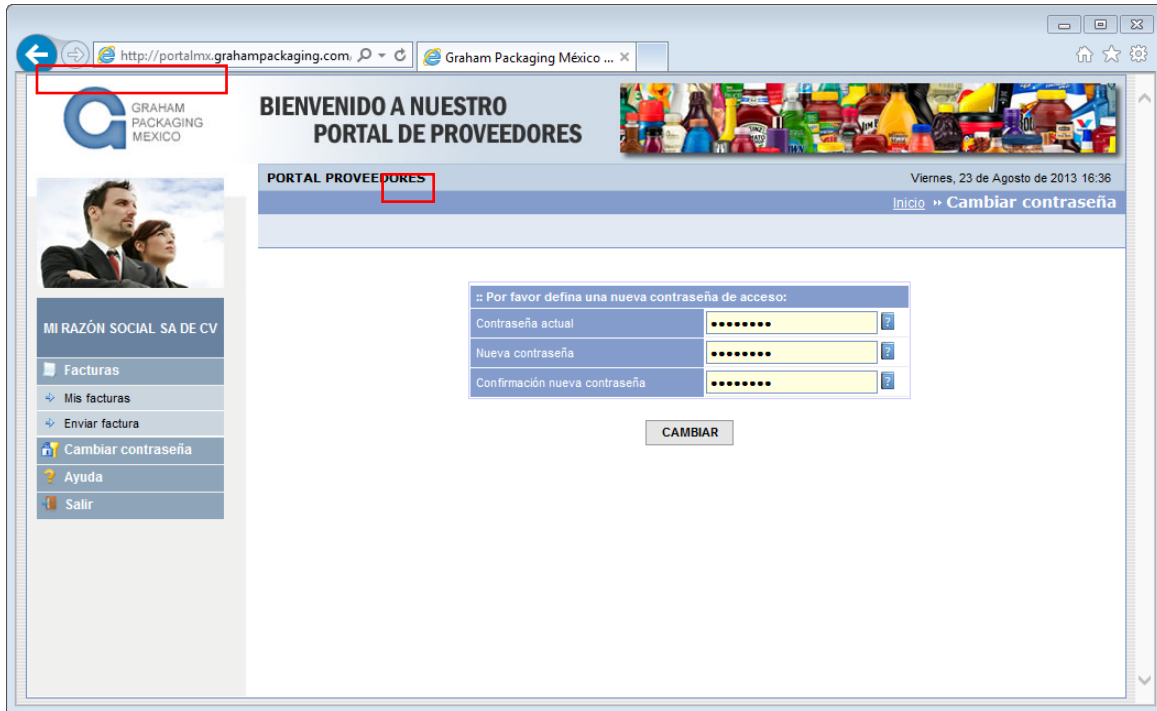 http://portalmx.grahampackaging.com
Graham Packaging México ...
GRAHAM
PACKAGING
MEXICO
BIENVENIDO A NUESTRO
PORTAL DE PROVEEDORES
PORTAL PROVEEDORES
Viernes, 23 de Agosto de 2013 16:36
Inicio » Cambiar contraseña
MI RAZÓN SOCIAL SA DE CV
Facturas
Mis facturas
Enviar factura
Cambiar contraseña
Ayuda
Salir
:: Por favor defina una nueva contraseña de acceso:
Contraseña actual ••••••••
Nueva contraseña ••••••••
Confirmación nueva contraseña ••••••••
CAMBIAR